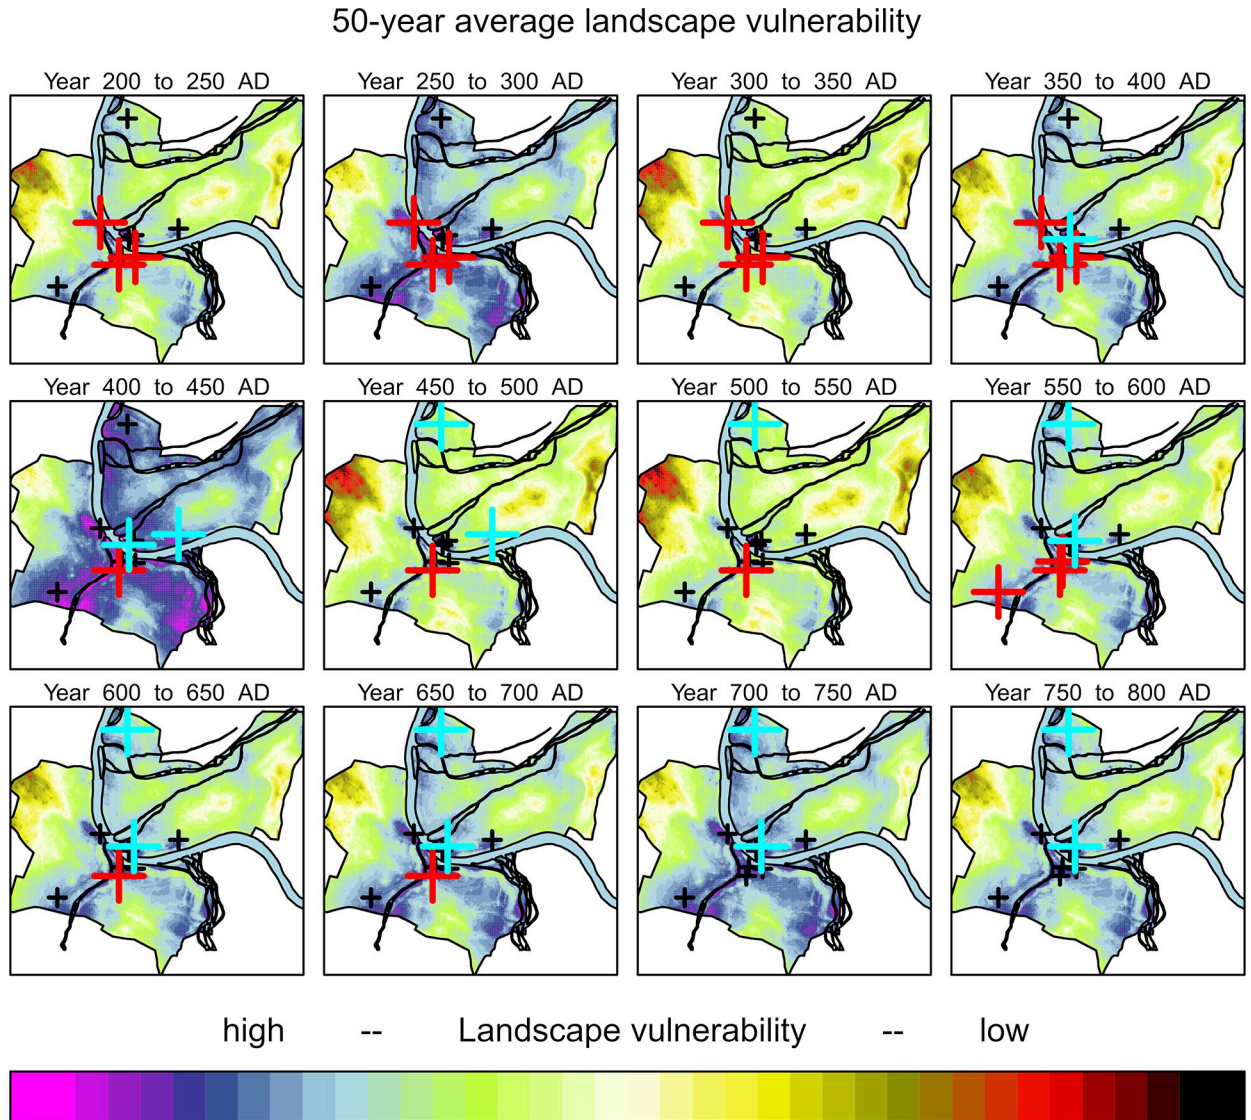 50-year average landscape vulnerability
Year 200 to 250 AD
Year 250 to 300 AD
Year 300 to 350 AD
Year 350 to 400 AD
Year 400 to 450 AD
Year 450 to 500 AD
Year 500 to 550 AD
Year 550 to 600 AD
Year 600 to 650 AD
Year 650 to 700 AD
Year 700 to 750 AD
Year 750 to 800 AD
high -- Landscape vulnerability -- low